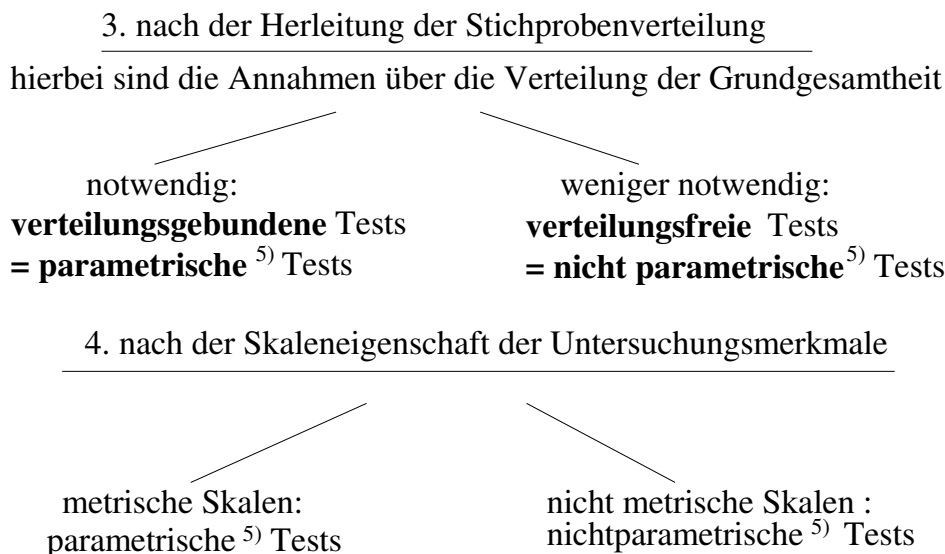 3. nach der Herleitung der Stichprobenverteilung
hierbei sind die Annahmen über die Verteilung der Grundgesamtheit
notwendig:
verteilungsgebundene Tests
= parametrische 5) Tests
weniger notwendig:
verteilungsfreie Tests
= nicht parametrische5) Tests
4. nach der Skaleneigenschaft der Untersuchungsmerkmale
metrische Skalen:
parametrische 5) Tests
nicht metrische Skalen :
nichtparametrische 5) Tests